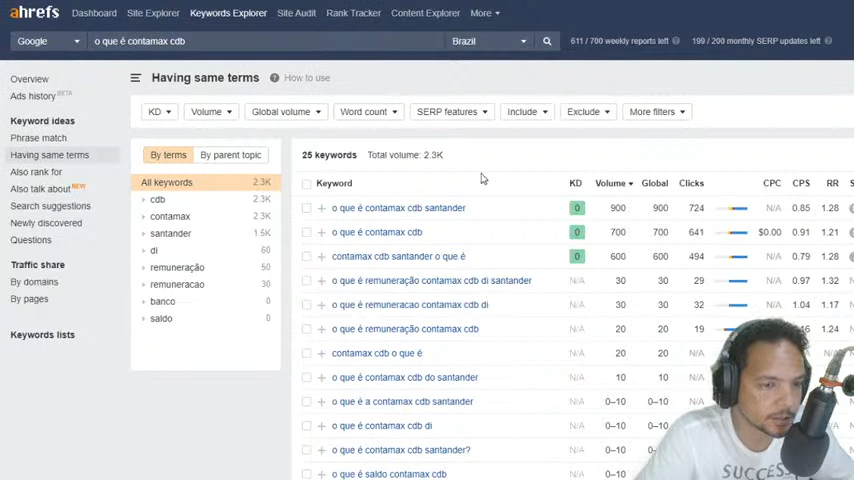 ahrefs Dashboard Site Explorer Keywords Explorer Site Audit Rank Tracker Content Explorer More
Google o que é contamax cdb Brazil 611 / 700 weekly reports left 199 / 200 monthly SERP updates left
Overview
Ads history BETA
Keyword ideas
Phrase match
Having same terms
Also rank for
Also talk about NEW
Search suggestions
Newly discovered
Questions
Traffic share
By domains
By pages
Keywords lists
Having same terms ? How to use
KD Volume Global volume Word count SERP features Include Exclude More filters
By terms By parent topic
All keywords 2.3K
cdb 2.3K
contamax 2.3K
santander 1.5K
di 60
remuneração 50
remuneracao 30
banco 0
saldo 0
25 keywords Total volume: 2.3K
Keyword KD Volume Global Clicks CPC CPS RR
o que é contamax cdb santander 0 900 900 724 N/A 0.85 1.28
o que é contamax cdb 0 700 700 641 $0.00 0.91 1.21
contamax cdb santander o que é 0 600 600 494 N/A 0.79 1.28
o que é remuneração contamax cdb di santander N/A 30 30 29 N/A 0.97 1.32
o que é remuneracao contamax cdb di N/A 30 30 32 N/A 1.04 1.17
o que é remuneração contamax cdb N/A 20 20 19 1.24
contamax cdb o que é N/A 20 20 N/A
o que é contamax cdb do santander N/A 10 10 N/A
o que é a contamax cdb santander N/A 0–10 0–10 N/A
o que é contamax cdb di N/A 0–10 0–10 N/A
o que é contamax cdb santander? N/A 0–10 0–10
o que é saldo contamax cdb N/A 0–10 0–10
SUCCESS